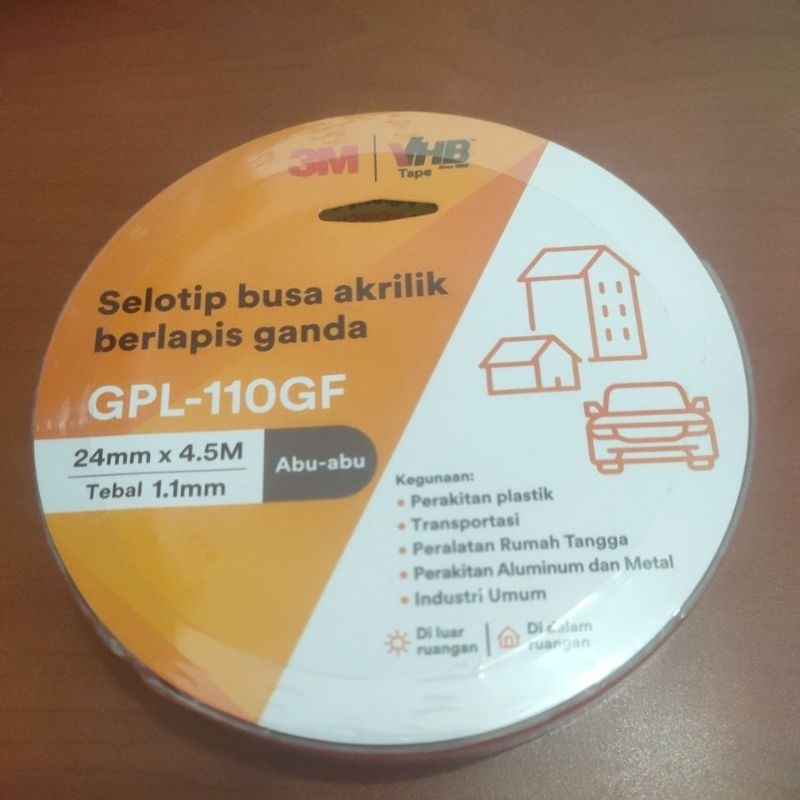 3M | VHB
Tape
Selotip busa akrilik
berlapis ganda
GPL-110GF
24mm x 4.5M
Tebal 1.1mm
Abu-abu
Kegunaan:
• Perakitan plastik
• Transportasi
• Peralatan Rumah Tangga
• Perakitan Aluminum dan Metal
• Industri Umum
Di luar
ruangan
Di dalam
ruangan